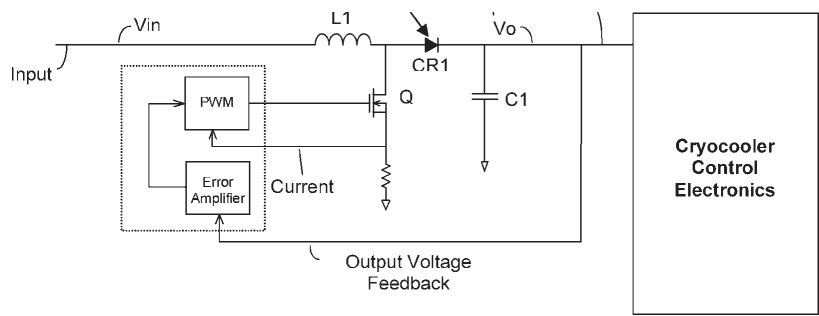 L1
Vin
Vo
Input
CR1
PWM
Q
C1
Cryocooler
Control
Electronics
Error
Amplifier
Current
Output Voltage
Feedback